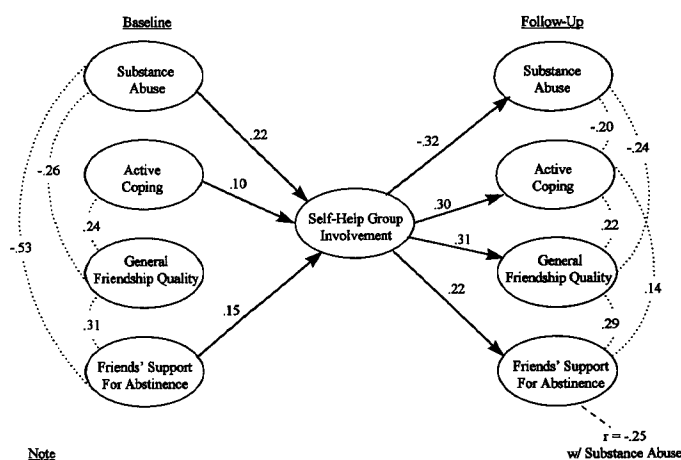 Baseline
Follow-Up
Substance
Abuse
Substance
Abuse
.22
-.32
-.20
-.24
-.26
Active
Coping
.10
Self-Help Group
Involvement
.30
Active
Coping
-.53
.24
.31
.22
General
Friendship Quality
General
Friendship Quality
.15
.22
.14
.31
.29
Friends' Support
For Abstinence
Friends' Support
For Abstinence
r = -.25
w/ Substance Abuse
Note